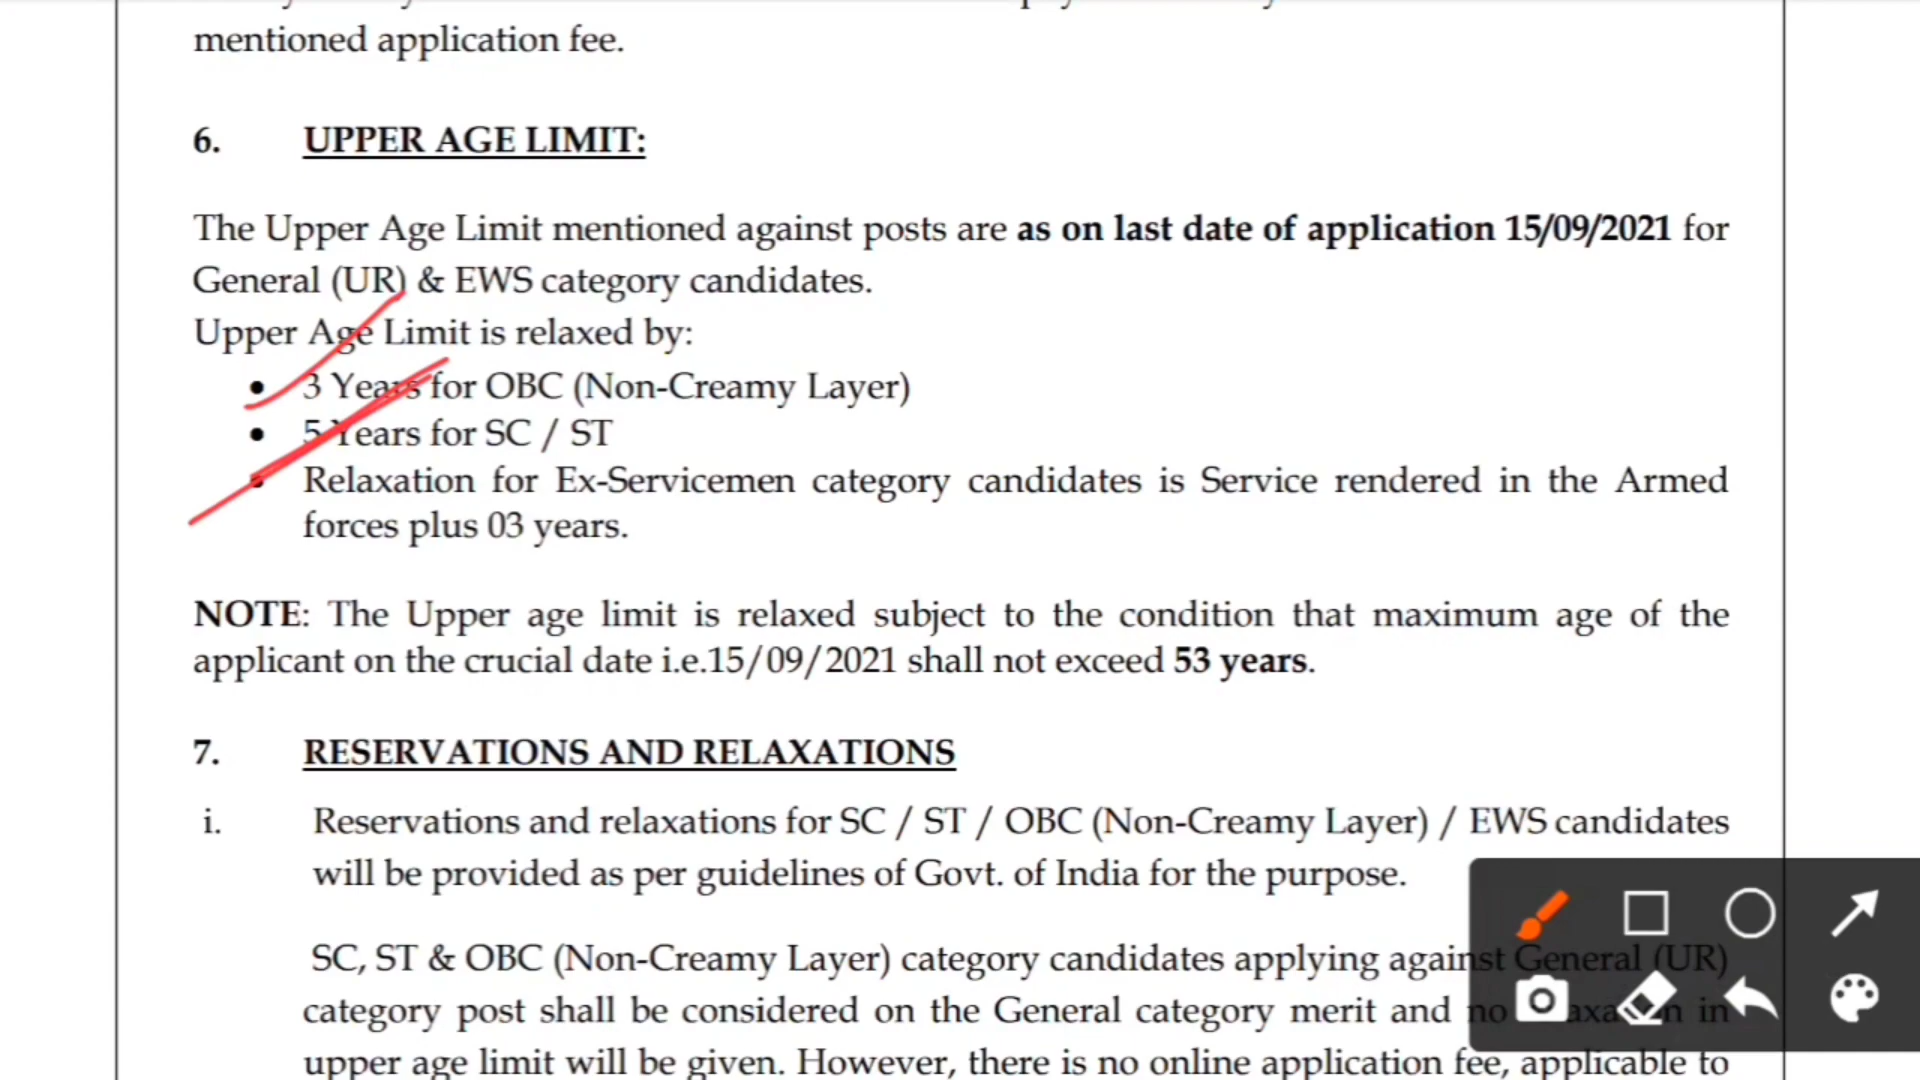 mentioned application fee.
6. UPPER AGE LIMIT:
The Upper Age Limit mentioned against posts are as on last date of application 15/09/2021 for
General (UR) & EWS category candidates.
Upper Age Limit is relaxed by:
• 3 Years for OBC (Non-Creamy Layer)
• 5 Years for SC / ST
• Relaxation for Ex-Servicemen category candidates is Service rendered in the Armed
forces plus 03 years.
NOTE: The Upper age limit is relaxed subject to the condition that maximum age of the
applicant on the crucial date i.e.15/09/2021 shall not exceed 53 years.
7. RESERVATIONS AND RELAXATIONS
i. Reservations and relaxations for SC / ST / OBC (Non-Creamy Layer) / EWS candidates
will be provided as per guidelines of Govt. of India for the purpose.
SC, ST & OBC (Non-Creamy Layer) category candidates applying against General (UR)
category post shall be considered on the General category merit and no in
upper age limit will be given. However, there is no online application fee, applicable to